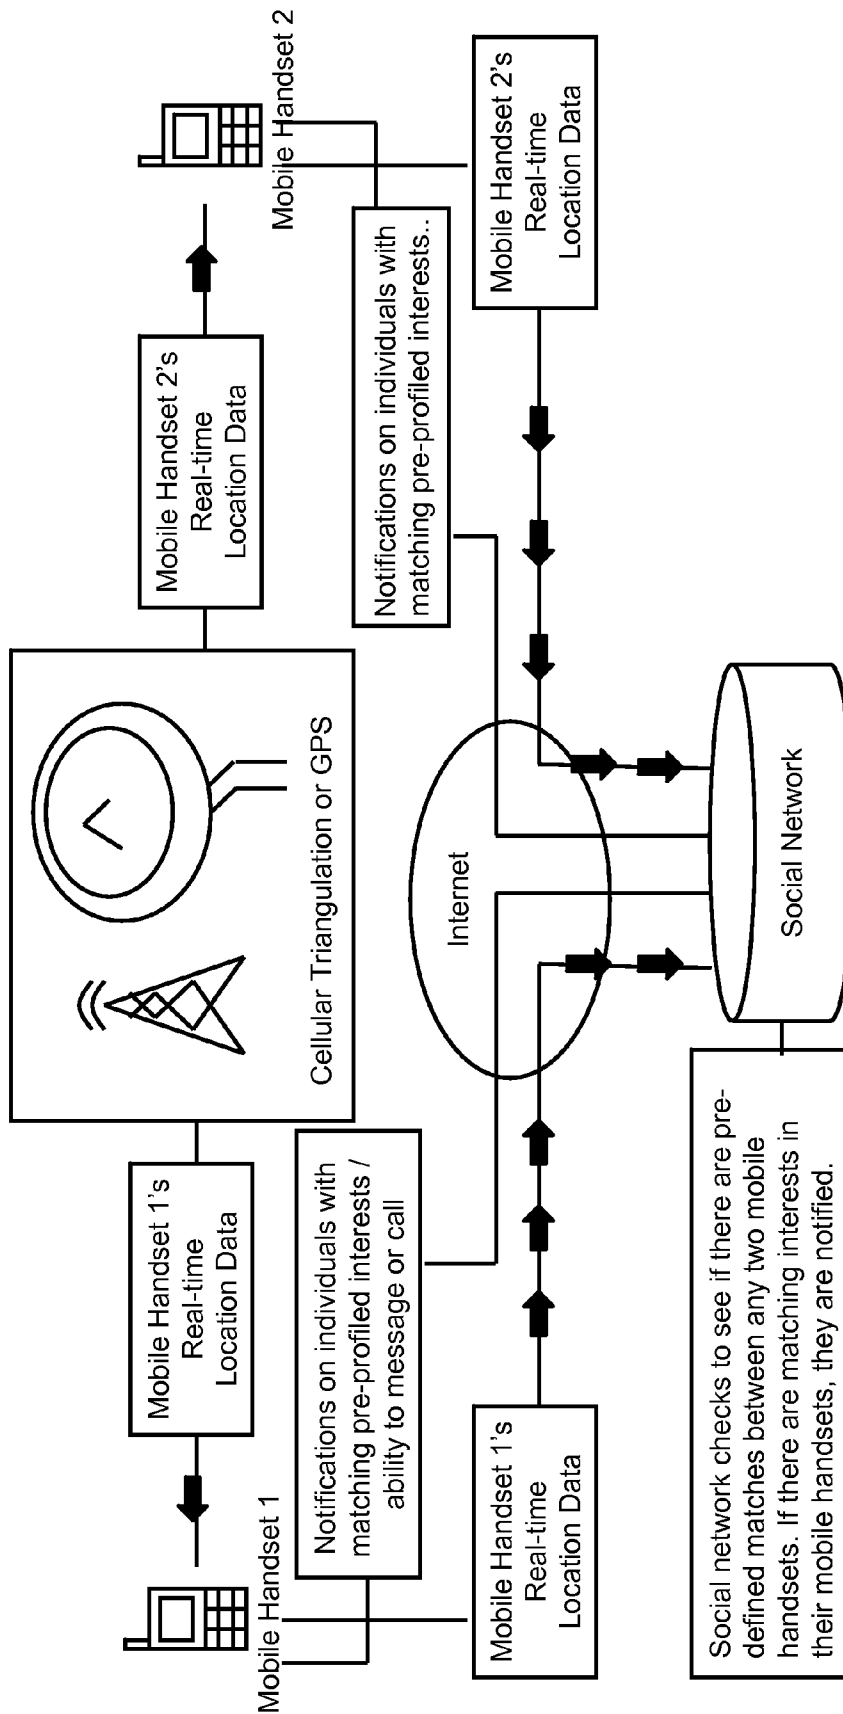 Mobile Handset 1
Mobile Handset 1's
Real-time
Location Data
Cellular Triangulation or GPS
Mobile Handset 2's
Real-time
Location Data
Mobile Handset 2
Notifications on individuals with
matching pre-profiled interests /
ability to message or call
Notifications on individuals with
matching pre-profiled interests..
Mobile Handset 1's
Real-time
Location Data
Internet
Mobile Handset 2's
Real-time
Location Data
Social network checks to see if there are pre-
defined matches between any two mobile
handsets. If there are matching interests in
their mobile handsets, they are notified.
Social Network